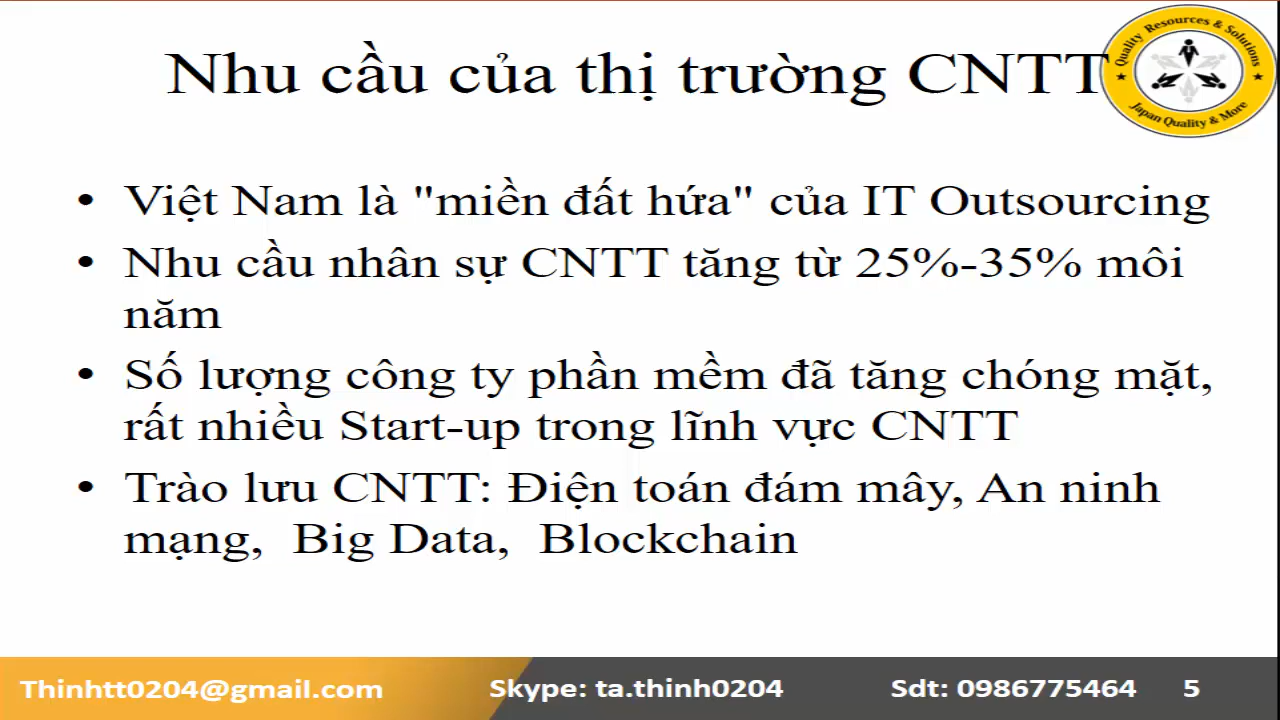 Nhu cầu của thị trường CNTT
Quality Resources & Solutions
Japan Quality & More
• Việt Nam là "miền đất hứa" của IT Outsourcing
• Nhu cầu nhân sự CNTT tăng từ 25%-35% môi
năm
• Số lượng công ty phần mềm đã tăng chóng mặt,
rất nhiều Start-up trong lĩnh vực CNTT
• Trào lưu CNTT: Điện toán đám mây, An ninh
mạng, Big Data, Blockchain
Thinhtt0204@gmail.com Skype: ta.thinh0204 Sdt: 0986775464 5